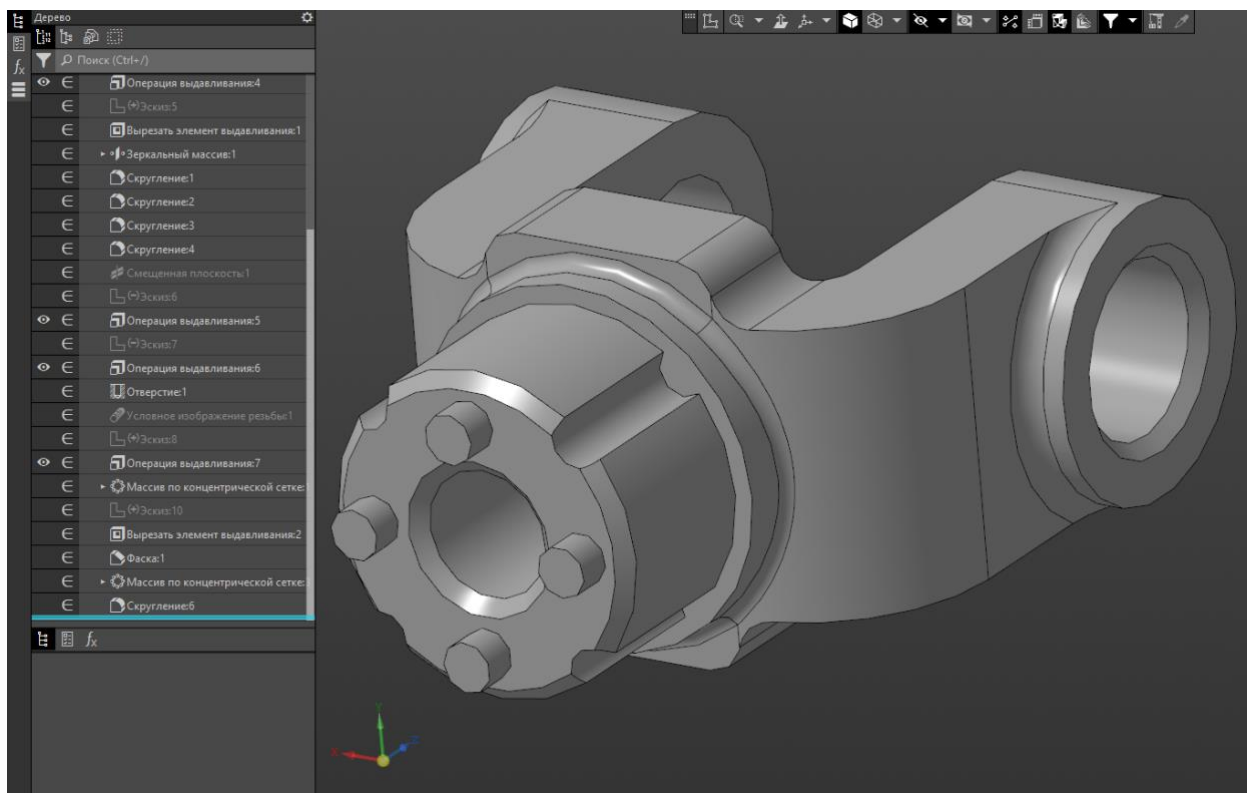 Дерево
Поиск (Ctrl+/)
Операция выдавливания:4
(+)Эскиз:5
Вырезать элемент выдавливания:1
Зеркальный массив:1
Скругление:1
Скругление:2
Скругление:3
Скругление:4
Смещенная плоскость:1
(-)Эскиз:6
Операция выдавливания:5
(-)Эскиз:7
Операция выдавливания:6
Отверстие:1
Условное изображение резьбы:1
(+)Эскиз:8
Операция выдавливания:7
Массив по концентрической сетке:
(+)Эскиз:10
Вырезать элемент выдавливания:2
Фаска:1
Массив по концентрической сетке:
Скругление:6
Y
X
Z